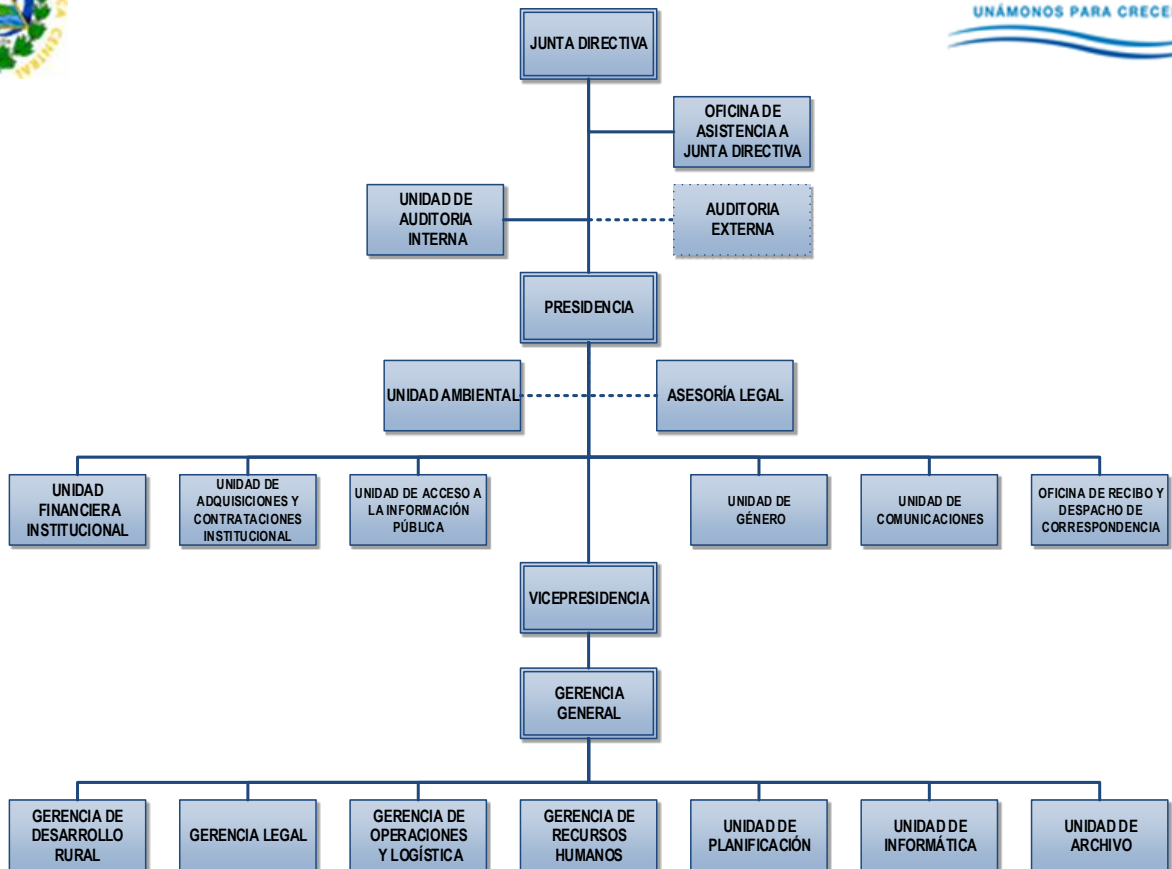 CENTRAL
UNÁMONOS PARA CRECER
JUNTA DIRECTIVA
OFICINA DE
ASISTENCIA A
JUNTA DIRECTIVA
UNIDAD DE
AUDITORIA
INTERNA
AUDITORIA
EXTERNA
PRESIDENCIA
UNIDAD AMBIENTAL
ASESORÍA LEGAL
UNIDAD
FINANCIERA
INSTITUCIONAL
UNIDAD DE
ADQUISICIONES Y
CONTRATACIONES
INSTITUCIONAL
UNIDAD DE ACCESO A
LA INFORMACIÓN
PÚBLICA
UNIDAD DE
GÉNERO
UNIDAD DE
COMUNICACIONES
OFICINA DE RECIBO Y
DESPACHO DE
CORRESPONDENCIA
VICEPRESIDENCIA
GERENCIA
GENERAL
GERENCIA DE
DESARROLLO
RURAL
GERENCIA LEGAL
GERENCIA DE
OPERACIONES
Y LOGÍSTICA
GERENCIA DE
RECURSOS
HUMANOS
UNIDAD DE
PLANIFICACIÓN
UNIDAD DE
INFORMÁTICA
UNIDAD DE
ARCHIVO